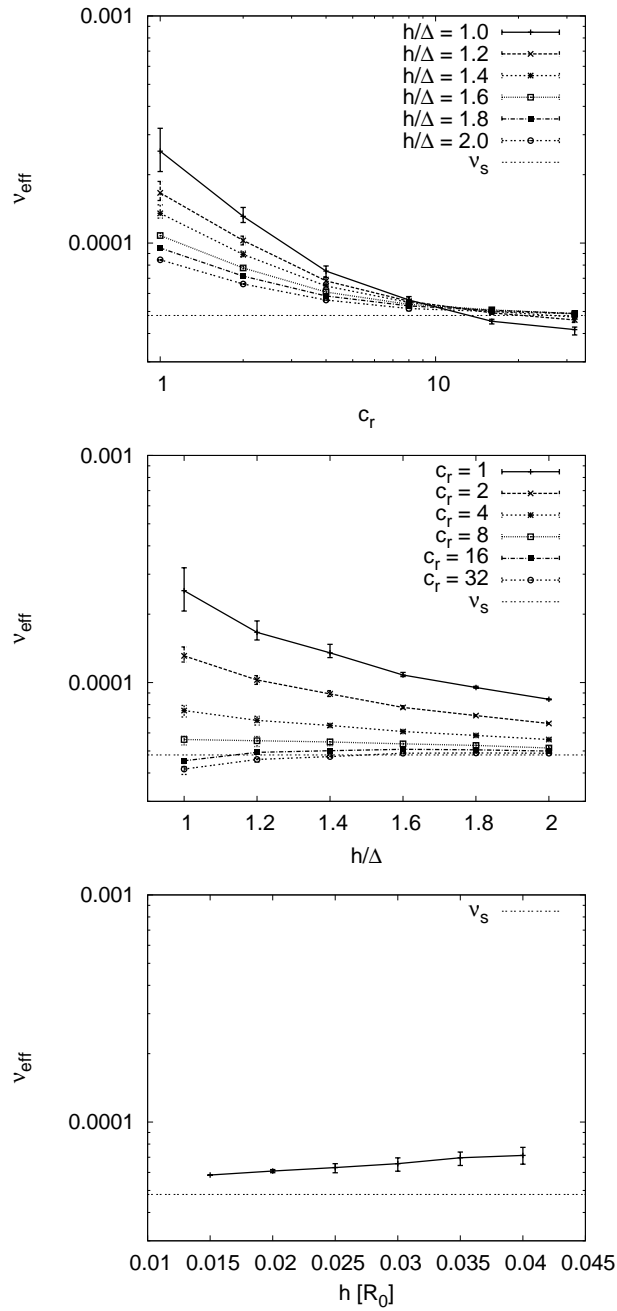 0.001
h/Δ = 1.0
h/Δ = 1.2
h/Δ = 1.4
h/Δ = 1.6
h/Δ = 1.8
h/Δ = 2.0
ν_s
ν_eff
0.0001
1 10
c_r
0.001
c_r = 1
c_r = 2
c_r = 4
c_r = 8
c_r = 16
c_r = 32
ν_s
ν_eff
0.0001
1 1.2 1.4 1.6 1.8 2
h/Δ
0.001
ν_s
ν_eff
0.0001
0.01 0.015 0.02 0.025 0.03 0.035 0.04 0.045
h [R_0]